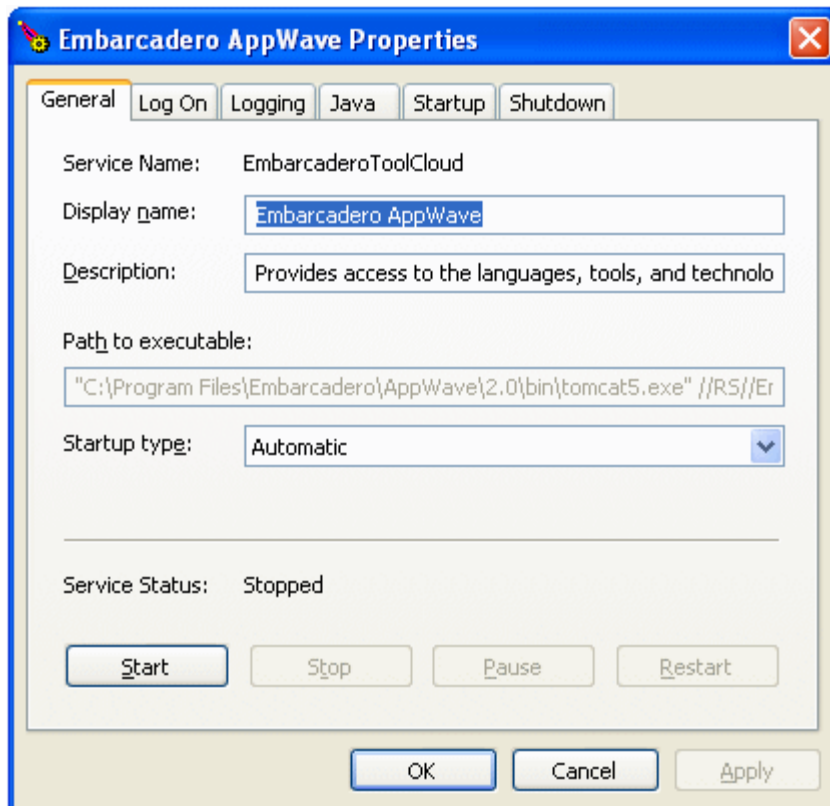 Embarcadero AppWave Properties
General Log On Logging Java Startup Shutdown
Service Name: EmbarcaderoToolCloud
Display name: Embarcadero AppWave
Description: Provides access to the languages, tools, and technolo
Path to executable:
"C:\Program Files\Embarcadero\AppWave\2.0\bin\tomcat5.exe" //RS//Er
Startup type: Automatic
Service Status: Stopped
Start Stop Pause Restart
OK Cancel Apply